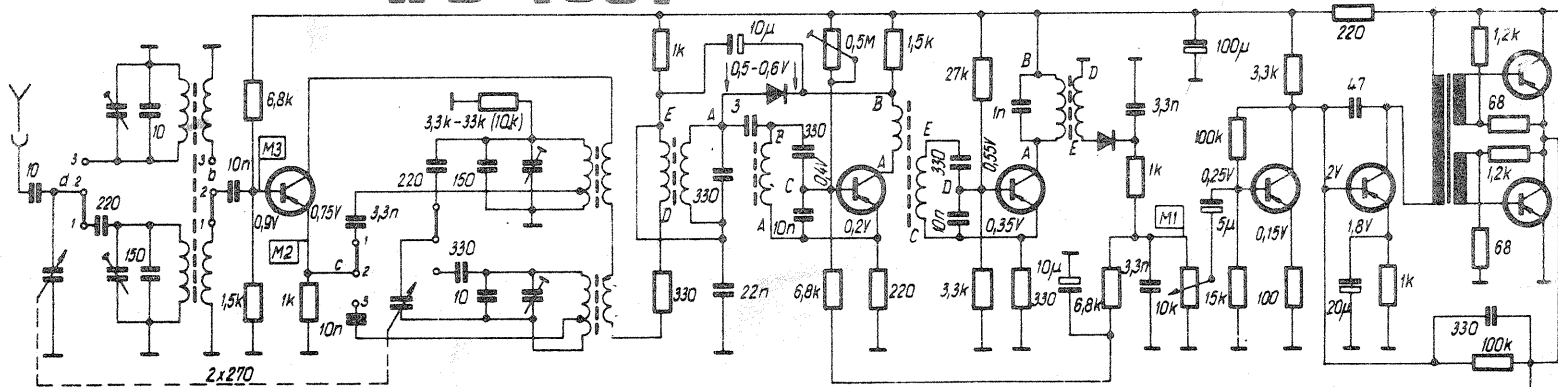 10µ
0,5M
1,5k
220
1k
0,5-0,6V
100µ
1,2k
27k
3,3k
6,8k
B
D
E
A
3
B
1n
3,3n
47
68
10
3,3k-33k (10k)
330
E
100k
3
3
10n
M3
b
2
220
150
330
0,4V
A
330
0,55V
A
E
1k
2V
10
d
2
1
220
1
0,75V
3,3n
C
D
0,25V
1,2k
0,9V
D
A
10n
0,2V
C
10n
0,35V
M1
5µ
0,15V
1,8V
150
M2
1
c
2
330
10µ
3,3n
68
1,5k
1k
3
10
330
22n
6,8k
220
3,3k
330
6,8k
10k
15k
100
20µ
1k
10n
330
100k
2x270